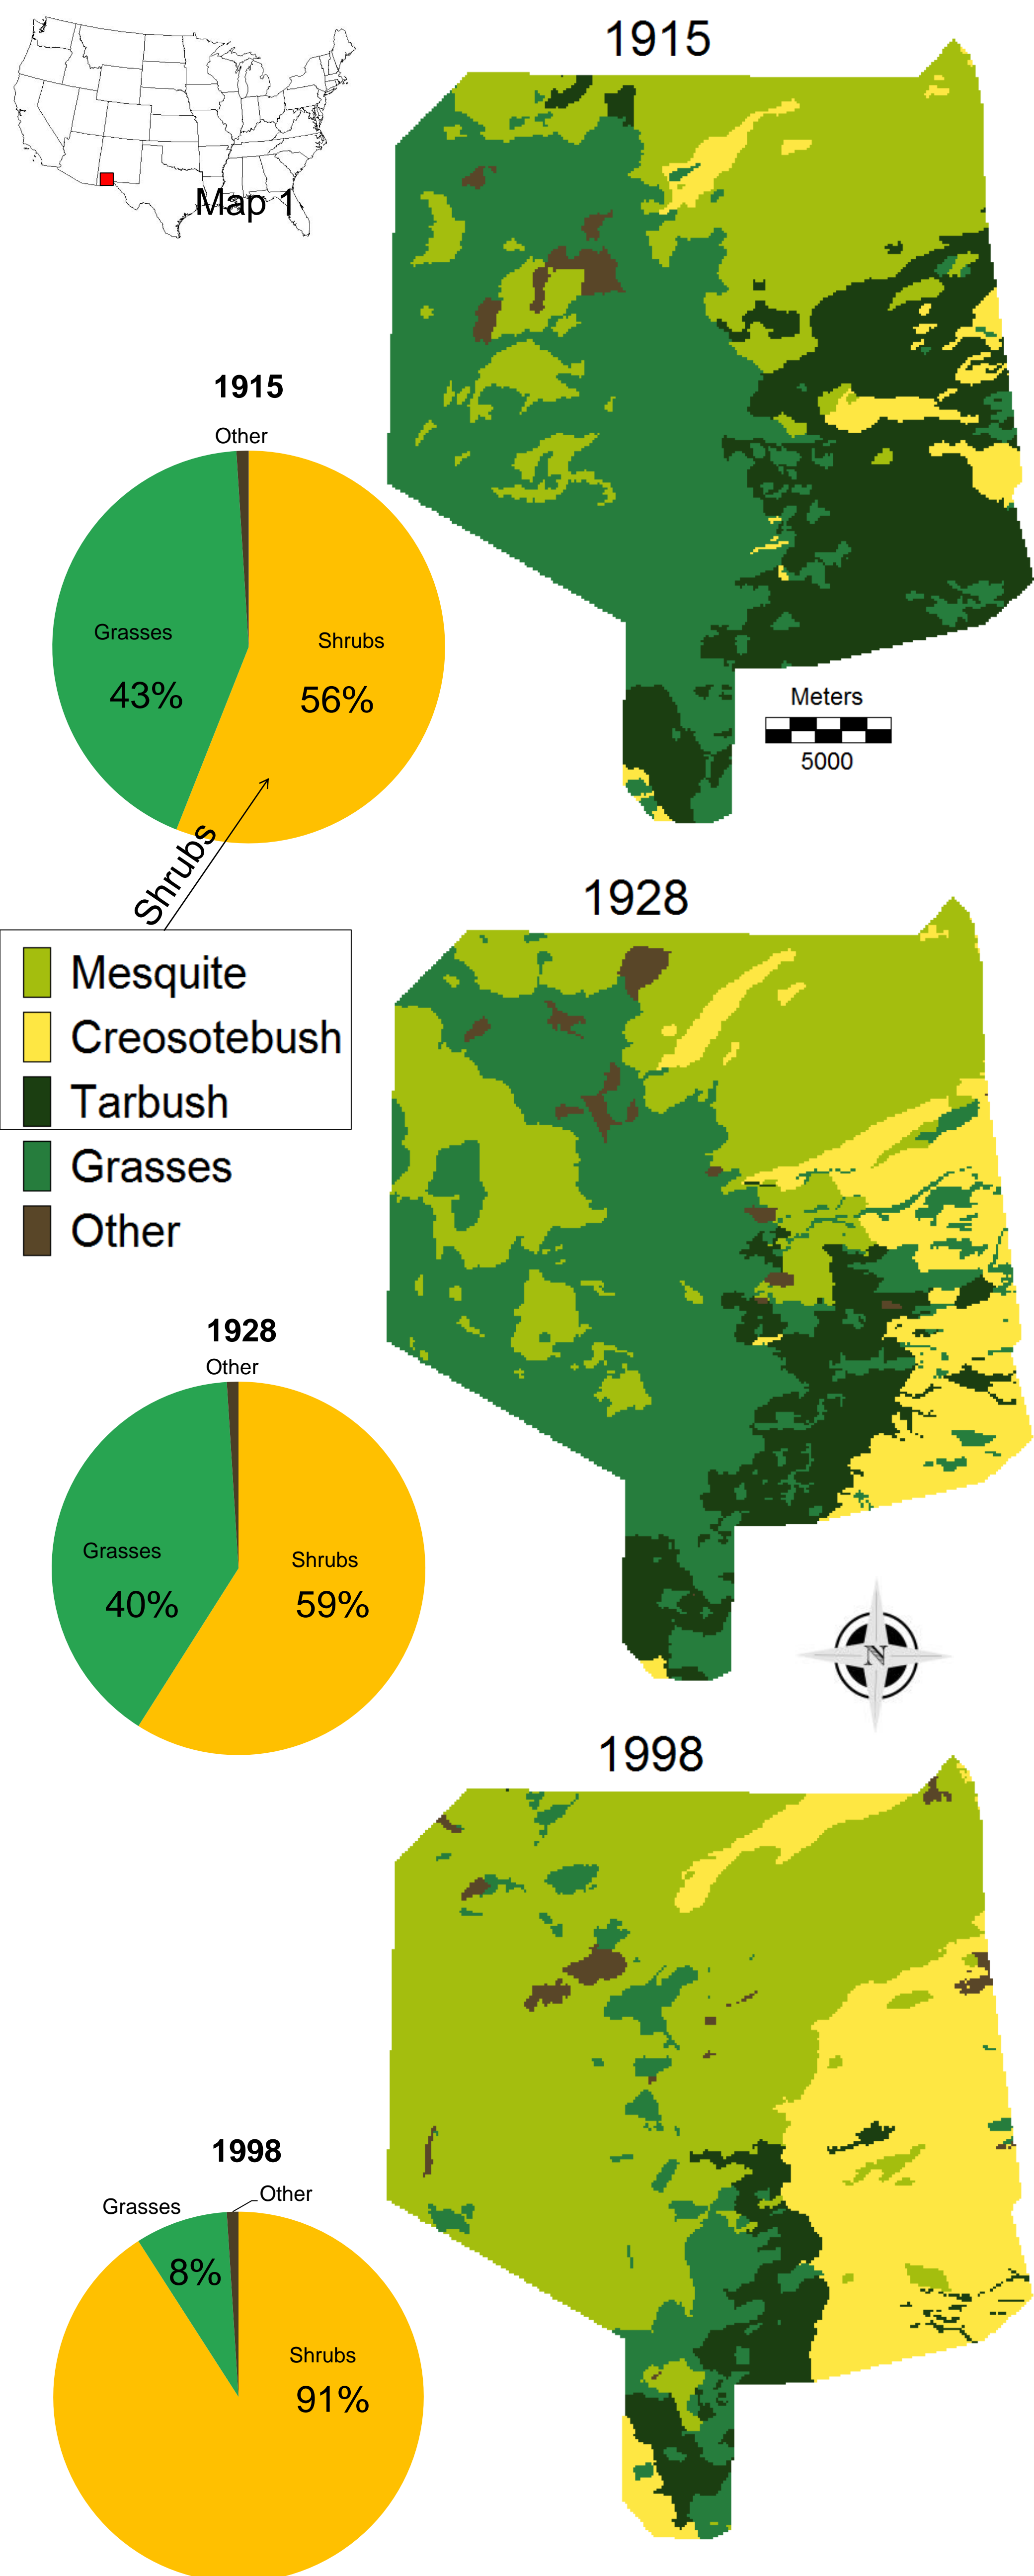 1915
Map 1
1915
Other
Grasses
Shrubs
43%
56%
Meters
5000
Shrubs
1928
Mesquite
Creosotebush
Tarbush
Grasses
Other
1928
Other
Grasses
Shrubs
40%
59%
N
1998
1998
Grasses
Other
8%
Shrubs
91%